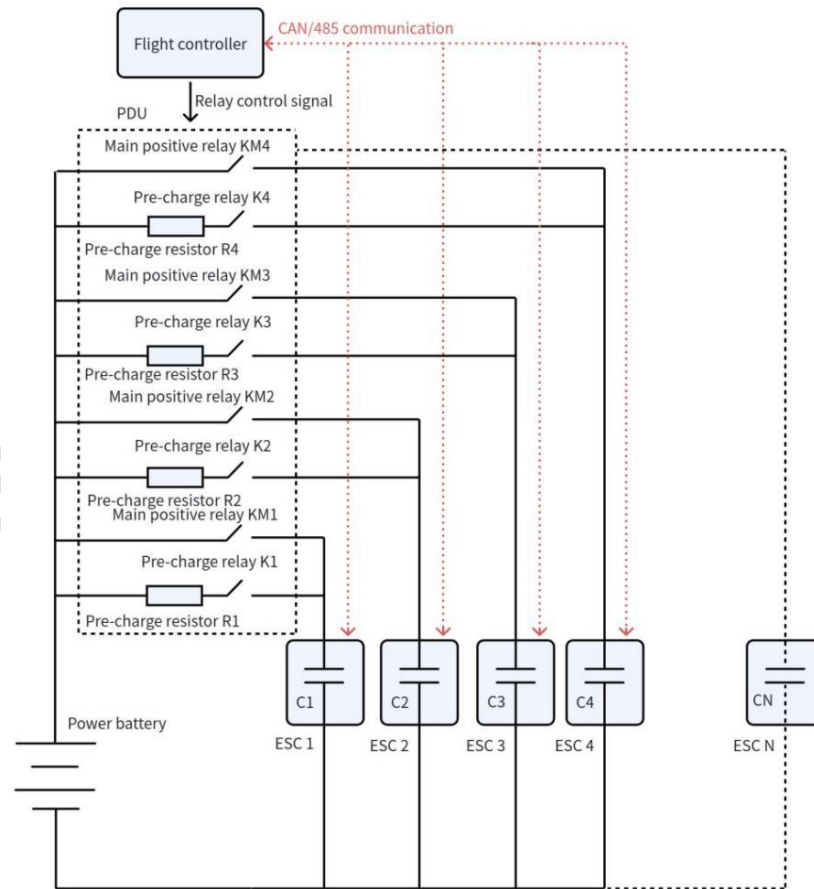 CAN/485 communication
Flight controller
Relay control signal
PDU
Main positive relay KM4
Pre-charge relay K4
Pre-charge resistor R4
Main positive relay KM3
Pre-charge relay K3
Pre-charge resistor R3
Main positive relay KM2
Pre-charge relay K2
Pre-charge resistor R2
Main positive relay KM1
Pre-charge relay K1
Pre-charge resistor R1
C1
C2
C3
C4
CN
Power battery
ESC 1
ESC 2
ESC 3
ESC 4
ESC N